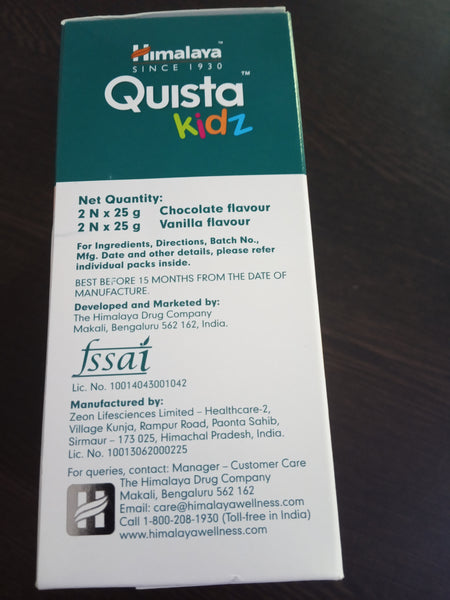 Himalaya™
SINCE 1930
Quista™
kidz
Net Quantity:
2 N x 25 g Chocolate flavour
2 N x 25 g Vanilla flavour
For Ingredients, Directions, Batch No.,
Mfg. Date and other details, please refer
individual packs inside.
BEST BEFORE 15 MONTHS FROM THE DATE OF
MANUFACTURE.
Developed and Marketed by:
The Himalaya Drug Company
Makali, Bengaluru 562 162, India.
fssai
Lic. No. 10014043001042
Manufactured by:
Zeon Lifesciences Limited – Healthcare-2,
Village Kunja, Rampur Road, Paonta Sahib,
Sirmaur – 173 025, Himachal Pradesh, India.
Lic. No. 10013062000225
For queries, contact: Manager – Customer Care
The Himalaya Drug Company
Makali, Bengaluru 562 162
Email: care@himalayawellness.com
Call 1-800-208-1930 (Toll-free in India)
www.himalayawellness.com